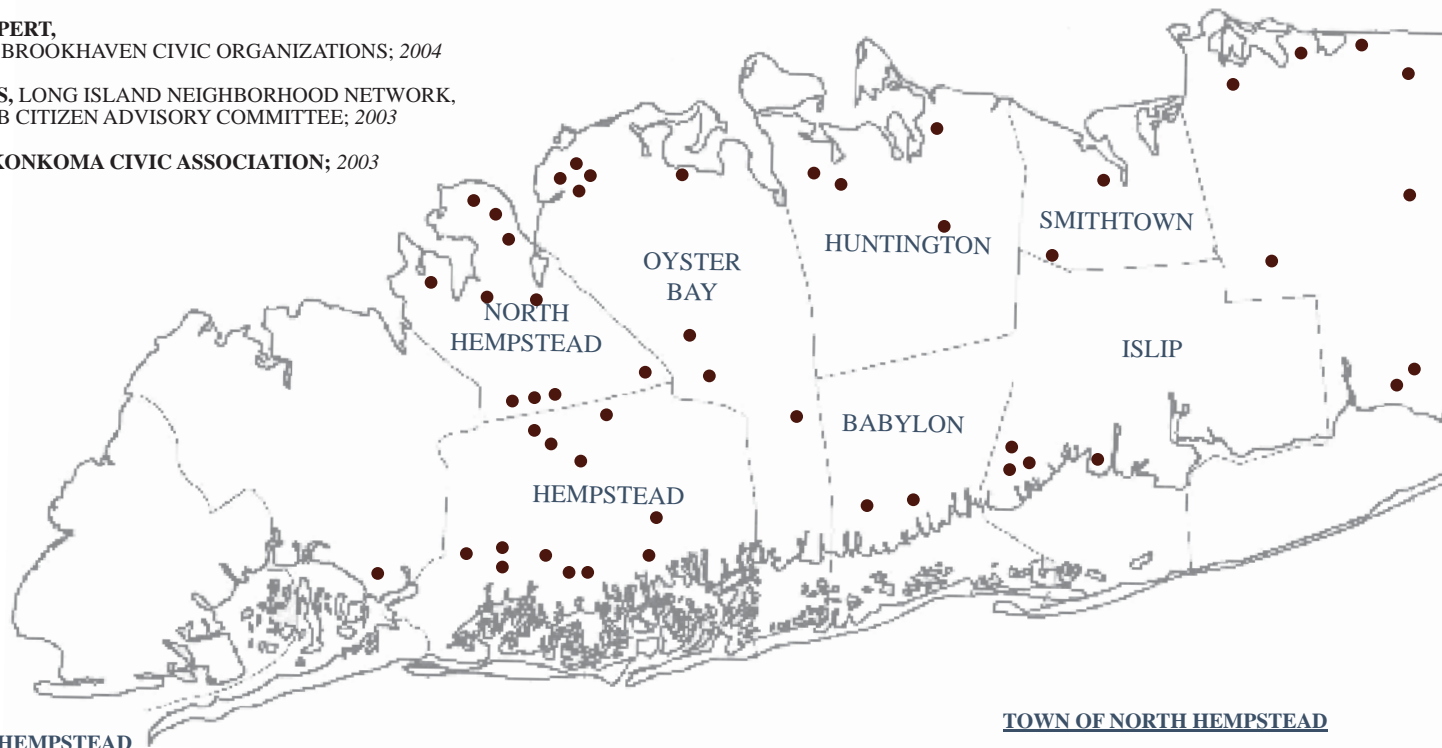 PERT,
BROOKHAVEN CIVIC ORGANIZATIONS; 2004
S, LONG ISLAND NEIGHBORHOOD NETWORK,
B CITIZEN ADVISORY COMMITTEE; 2003
KONKOMA CIVIC ASSOCIATION; 2003
SMITHTOWN
HUNTINGTON
OYSTER
BAY
NORTH
HEMPSTEAD
ISLIP
BABYLON
HEMPSTEAD
TOWN OF NORTH HEMPSTEAD
HEMPSTEAD